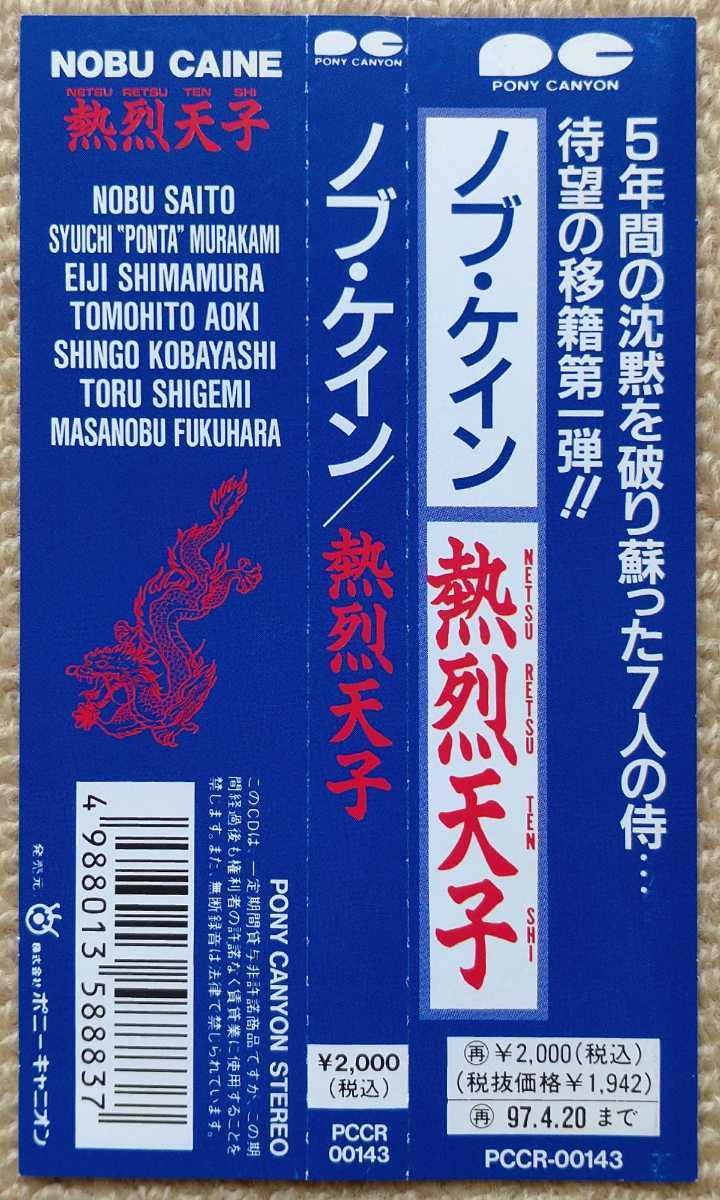 NOBU CAINE
NETSU RETSU TEN SHI
熱烈天子
NOBU SAITO
SYUICHI "PONTA" MURAKAMI
EIJI SHIMAMURA
TOMOHITO AOKI
SHINGO KOBAYASHI
TORU SHIGEMI
MASANOBU FUKUHARA
PONY CANYON STEREO
このCDは、一定期間貸与非許諾商品ですが、この期
間経過後も権利者の許諾なく賃貸業に使用することを
禁じます。また、無断録音は法律で禁じられています。
4 988013 588837
発売元
株式会社 ポニーキャニオン
PONY CANYON
ノブ・ケイン/熱烈天子
¥2,000
(税込)
PCCR
00143
PONY CANYON
5年間の沈黙を破り蘇った7人の侍…
待望の移籍第一弾!!
ノブ・ケイン
熱烈天子
NETSU RETSU TEN SHI
再 ¥2,000(税込)
(税抜価格¥1,942)
再 97.4.20 まで
PCCR-00143